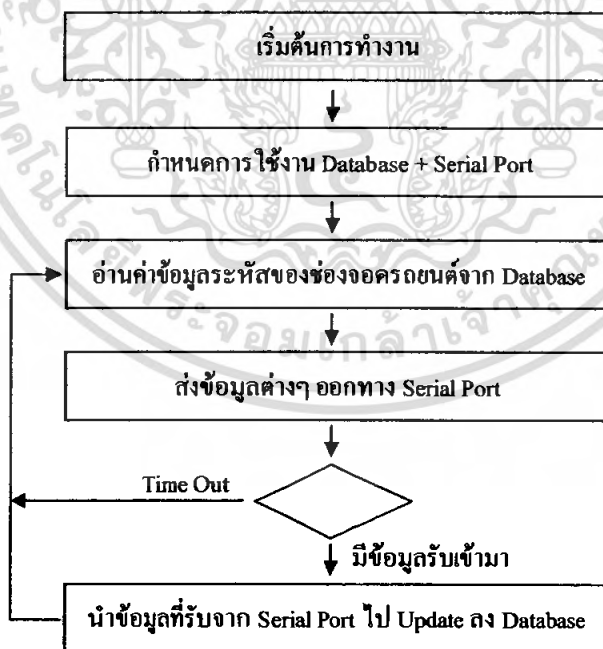 เริ่มต้นการทำงาน
กำหนดการใช้งาน Database + Serial Port
อ่านค่าข้อมูลระหัสของช่องจอดรถยนต์จาก Database
ส่งข้อมูลต่างๆ ออกทาง Serial Port
Time Out
มีข้อมูลรับเข้ามา
นำข้อมูลที่รับจาก Serial Port ไป Update ลง Database